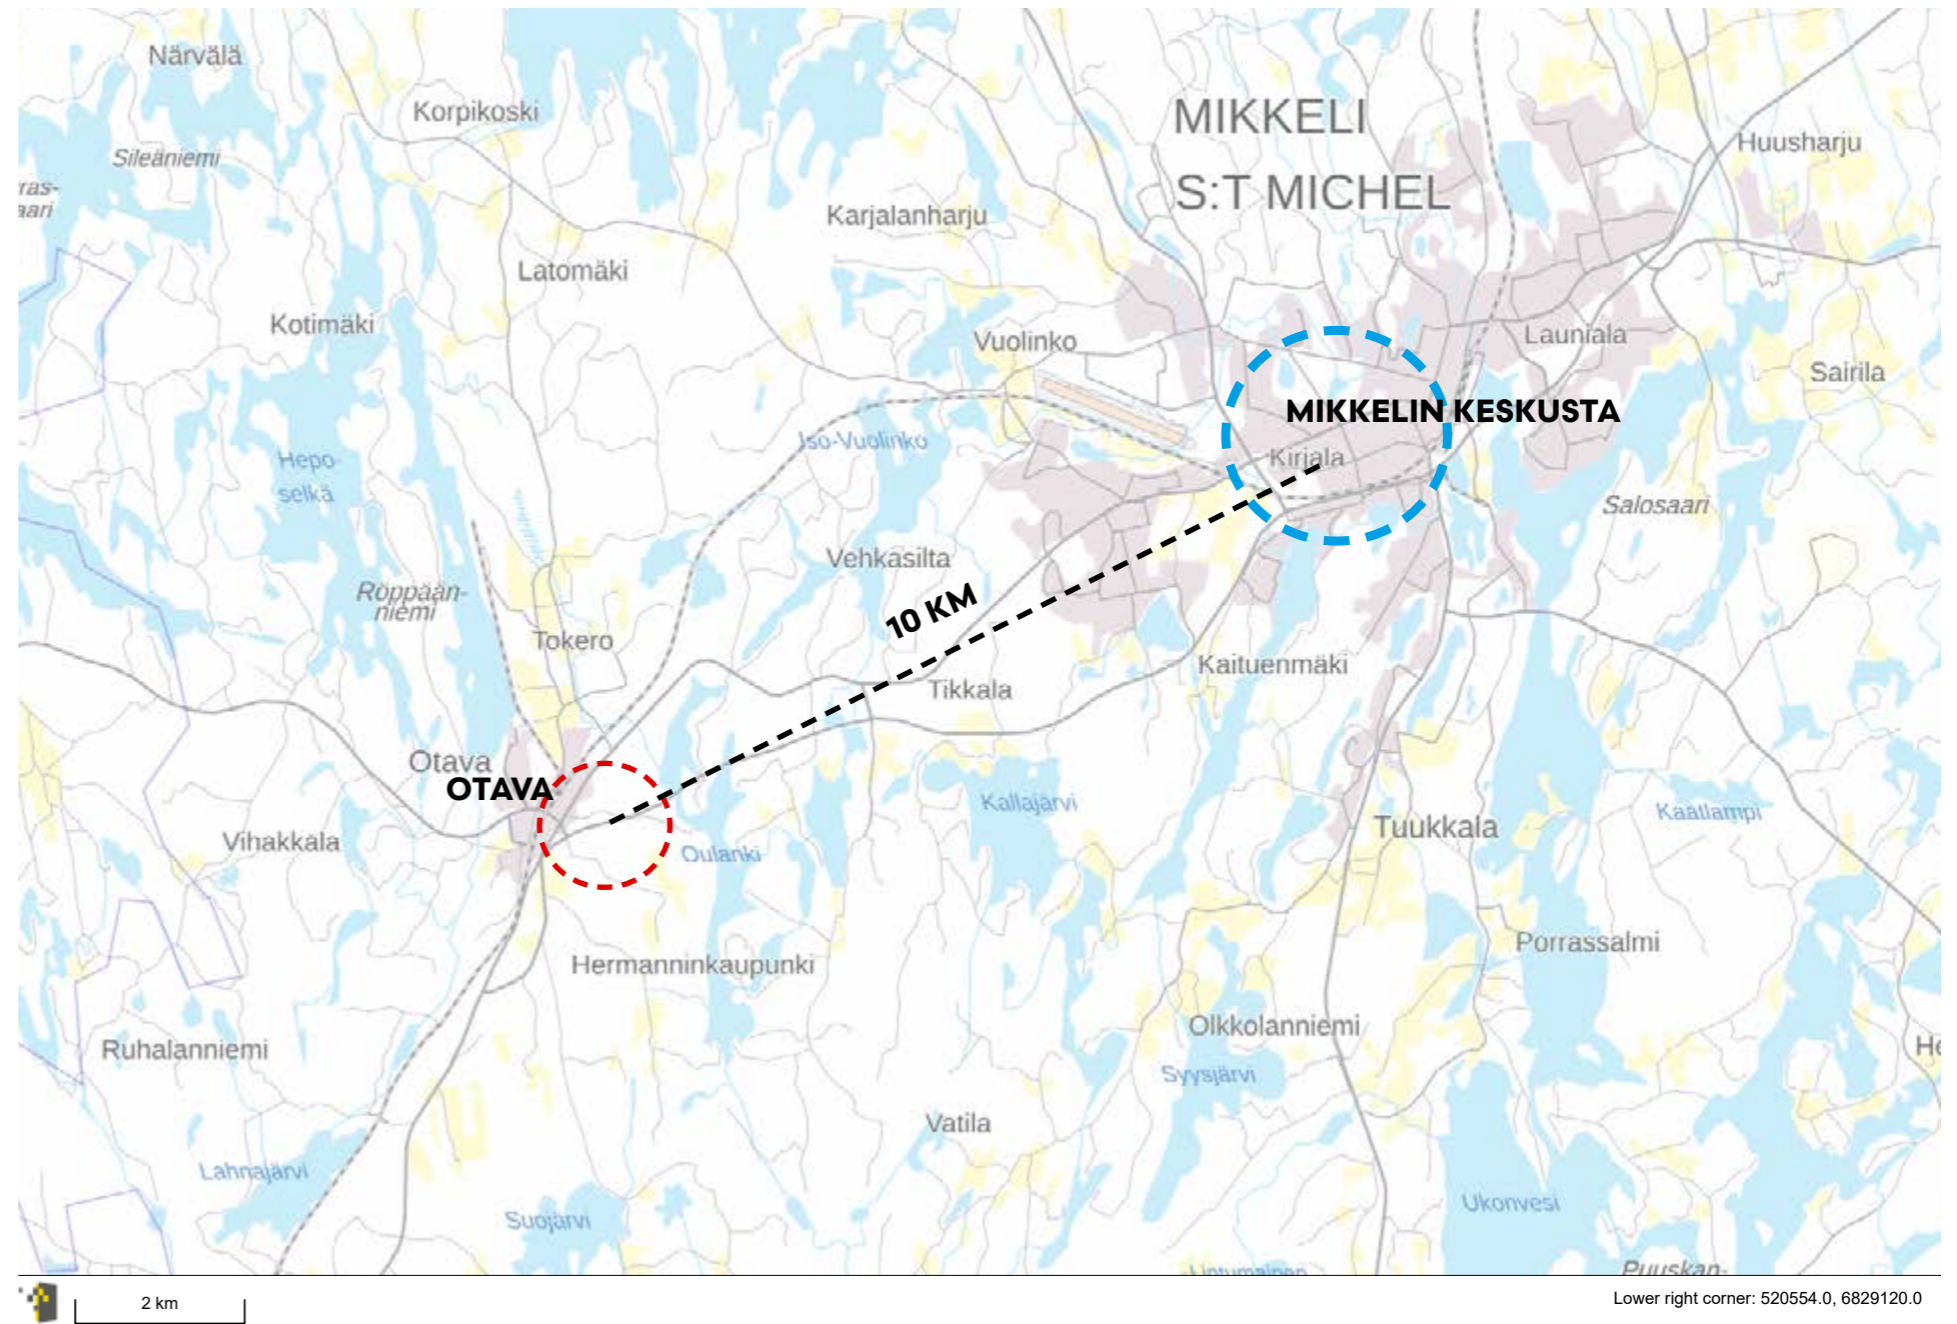 Närvälä
Korpikoski
MIKKELI
S:T MICHEL
Huusharju
Sileäniemi
Karjalanharju
Latomäki
Kotimäki
Vuolinko
Launiala
Sairila
MIKKELIN KESKUSTA
Iso-Vuolinko
Kirjala
Hepo-
selkä
Salosaari
Vehkasilta
Röppään-
niemi
10 KM
Tokero
Kaituenmäki
Tikkala
Otava
OTAVA
Kallajärvi
Kaatlampi
Tuukkala
Vihakkala
Oulanki
Porrassalmi
Hermanninkaupunki
Olkkolanniemi
Ruhalanniemi
Syysjärvi
Vatila
Lahnajärvi
Ukonvesi
Suojärvi
Puuskan-
2 km
Lower right corner: 520554.0, 6829120.0